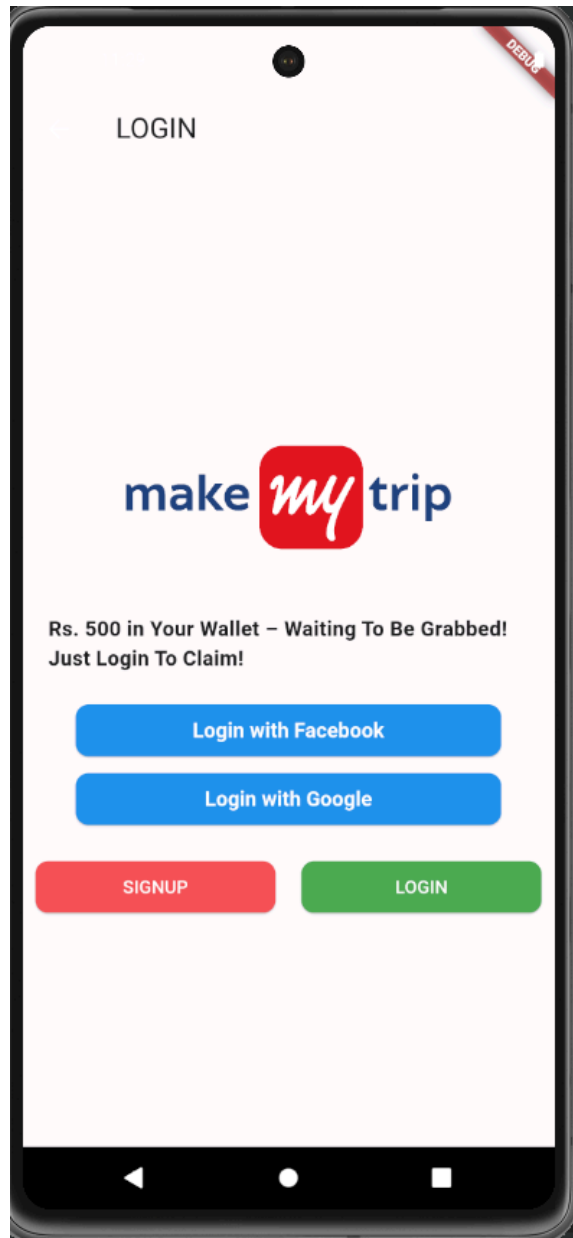 DEBUG
LOGIN
make my trip
Rs. 500 in Your Wallet – Waiting To Be Grabbed!
Just Login To Claim!
Login with Facebook
Login with Google
SIGNUP LOGIN